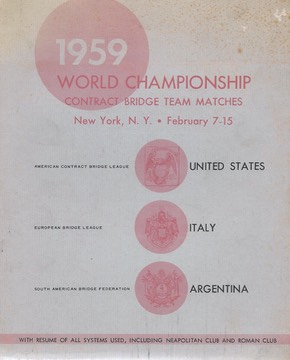 1959
WORLD CHAMPIONSHIP
CONTRACT BRIDGE TEAM MATCHES
New York, N. Y. • February 7-15
AMERICAN CONTRACT BRIDGE LEAGUE
UNITED STATES
EUROPEAN BRIDGE LEAGUE
ITALY
SOUTH AMERICAN BRIDGE FEDERATION
ARGENTINA
WITH RESUME OF ALL SYSTEMS USED, INCLUDING NEAPOLITAN CLUB AND ROMAN CLUB